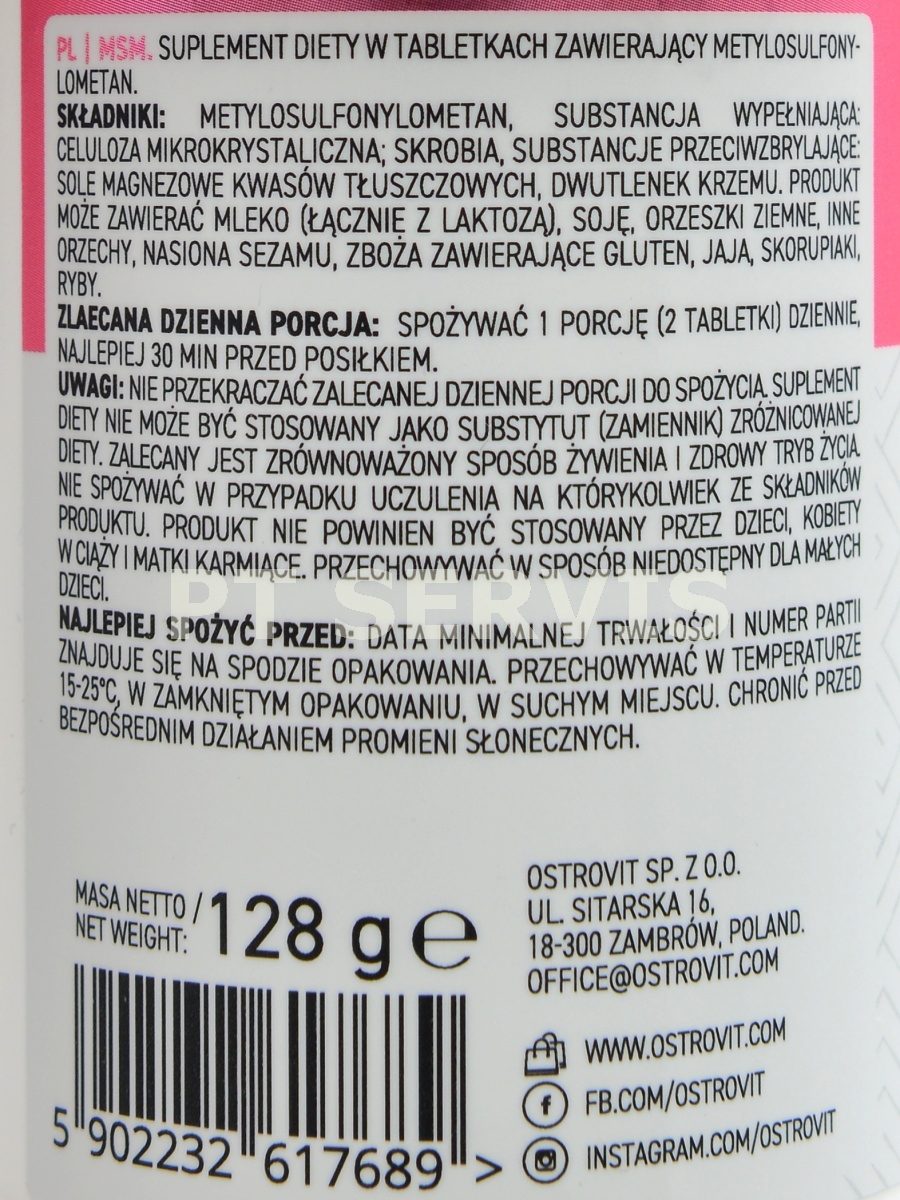 PL | MSM. SUPLEMENT DIETY W TABLETKACH ZAWIERAJĄCY METYLOSULFONY-
LOMETAN.
SKŁADNIKI: METYLOSULFONYLOMETAN, SUBSTANCJA WYPEŁNIAJĄCA:
CELULOZA MIKROKRYSTALICZNA; SKROBIA, SUBSTANCJE PRZECIWZBRYLAJĄCE:
SOLE MAGNEZOWE KWASÓW TŁUSZCZOWYCH, DWUTLENEK KRZEMU. PRODUKT
MOŻE ZAWIERAĆ MLEKO (ŁĄCZNIE Z LAKTOZĄ), SOJĘ, ORZESZKI ZIEMNE, INNE
ORZECHY, NASIONA SEZAMU, ZBOŻA ZAWIERAJĄCE GLUTEN, JAJA, SKORUPIAKI,
RYBY.
ZLAECANA DZIENNA PORCJA: SPOŻYWAĆ 1 PORCJĘ (2 TABLETKI) DZIENNIE,
NAJLEPIEJ 30 MIN PRZED POSIŁKIEM.
UWAGI: NIE PRZEKRACZAĆ ZALECANEJ DZIENNEJ PORCJI DO SPOŻYCIA. SUPLEMENT
DIETY NIE MOŻE BYĆ STOSOWANY JAKO SUBSTYTUT (ZAMIENNIK) ZRÓŻNICOWANEJ
DIETY. ZALECANY JEST ZRÓWNOWAŻONY SPOSÓB ŻYWIENIA I ZDROWY TRYB ŻYCIA.
NIE SPOŻYWAĆ W PRZYPADKU UCZULENIA NA KTÓRYKOLWIEK ZE SKŁADNIKÓW
PRODUKTU. PRODUKT NIE POWINIEN BYĆ STOSOWANY PRZEZ DZIECI, KOBIETY
W CIĄŻY I MATKI KARMIĄCE. PRZECHOWYWAĆ W SPOSÓB NIEDOSTĘPNY DLA MAŁYCH
DZIECI.
PT SERVIS
NAJLEPIEJ SPOŻYĆ PRZED: DATA MINIMALNEJ TRWAŁOŚCI I NUMER PARTII
ZNAJDUJE SIĘ NA SPODZIE OPAKOWANIA. PRZECHOWYWAĆ W TEMPERATURZE
15-25°C, W ZAMKNIĘTYM OPAKOWANIU, W SUCHYM MIEJSCU. CHRONIĆ PRZED
BEZPOŚREDNIM DZIAŁANIEM PROMIENI SŁONECZNYCH.
MASA NETTO /
NET WEIGHT: 128 g e
5 902232 617689 >
OSTROVIT SP. Z O.O.
UL. SITARSKA 16,
18-300 ZAMBRÓW, POLAND.
OFFICE@OSTROVIT.COM
WWW.OSTROVIT.COM
FB.COM/OSTROVIT
INSTAGRAM.COM/OSTROVIT